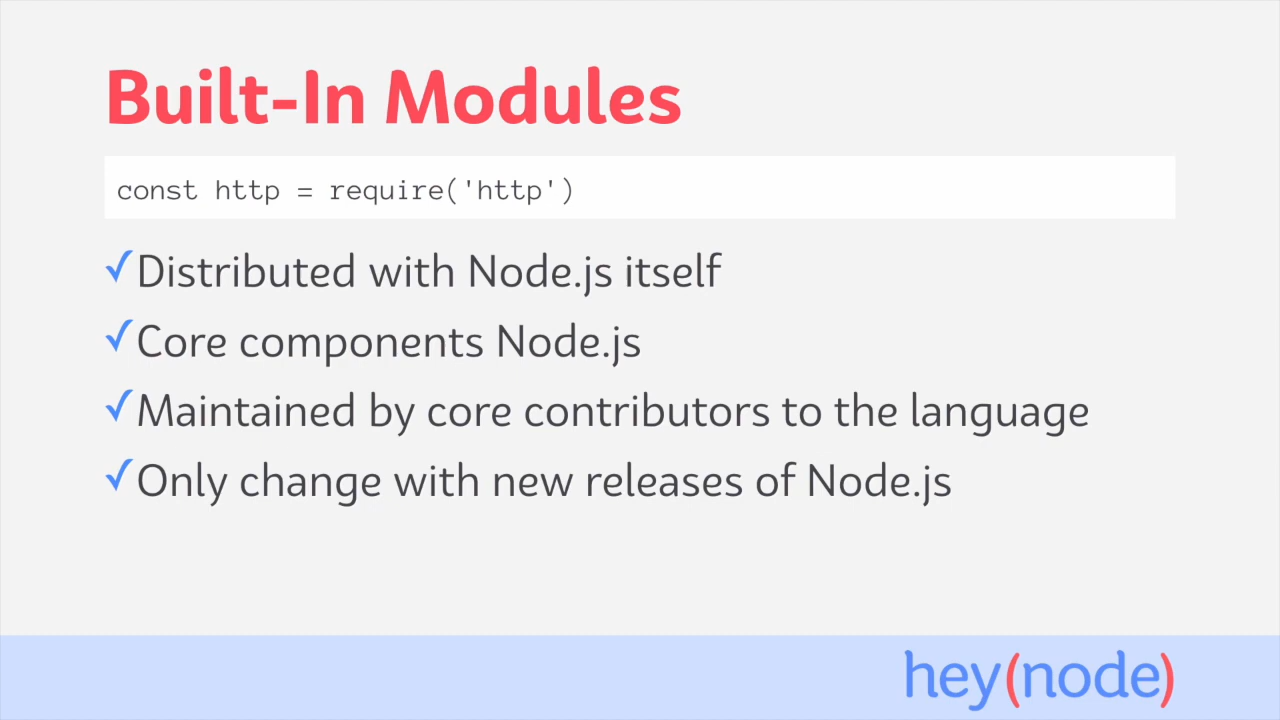 Built-In Modules
const http = require('http')
✓Distributed with Node.js itself
✓Core components Node.js
✓Maintained by core contributors to the language
✓Only change with new releases of Node.js
hey(node)